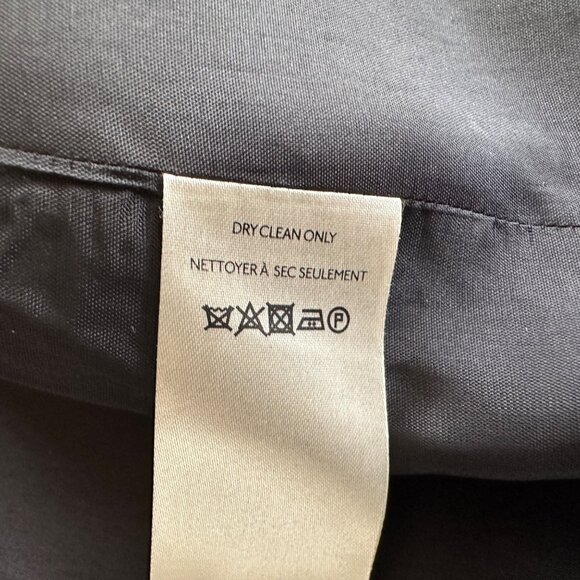 DRY CLEAN ONLY
NETTOYER À SEC SEULEMENT
P